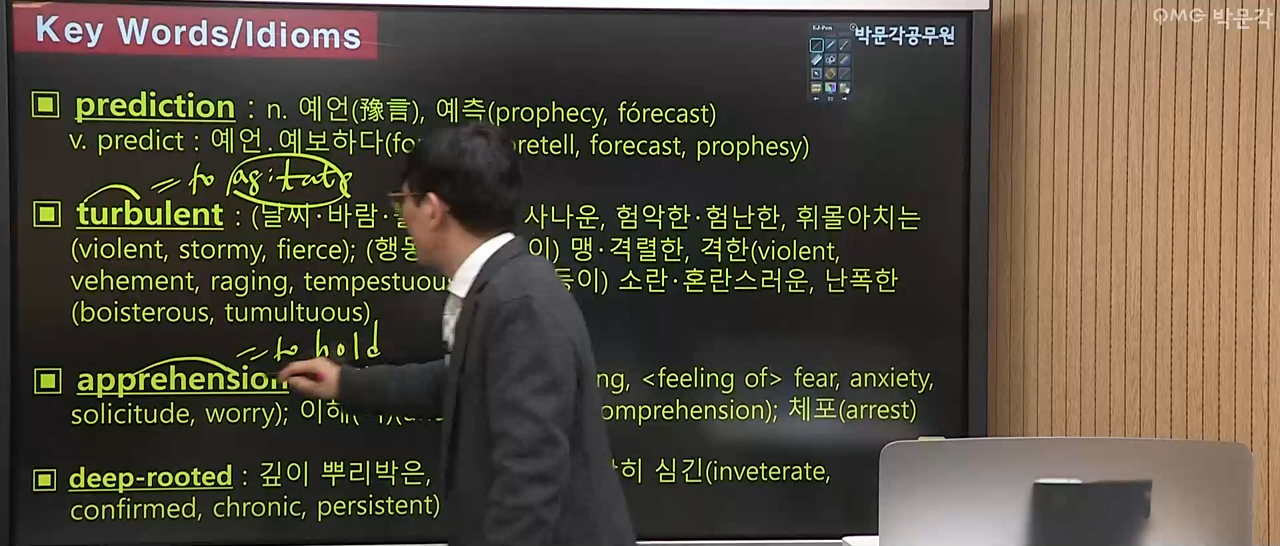 Key Words/Idioms
OMG 박문각
EJ-Pen
박문각공무원
prediction : n. 예언(豫言), 예측(prophecy, fórecast)
v. predict : 예언.예보하다(fo retell, forecast, prophesy)
= to agitate
turbulent : (날씨·바람· 사나운, 험악한·험난한, 휘몰아치는
(violent, stormy, fierce); (행동 이) 맹·격렬한, 격한(violent,
vehement, raging, tempestuou 등이) 소란·혼란스러운, 난폭한
(boisterous, tumultuous)
= to hold
apprehension ng, <feeling of> fear, anxiety,
solicitude, worry); 이해( omprehension); 체포(arrest)
deep-rooted : 깊이 뿌리박은, 히 심긴(inveterate,
confirmed, chronic, persistent)